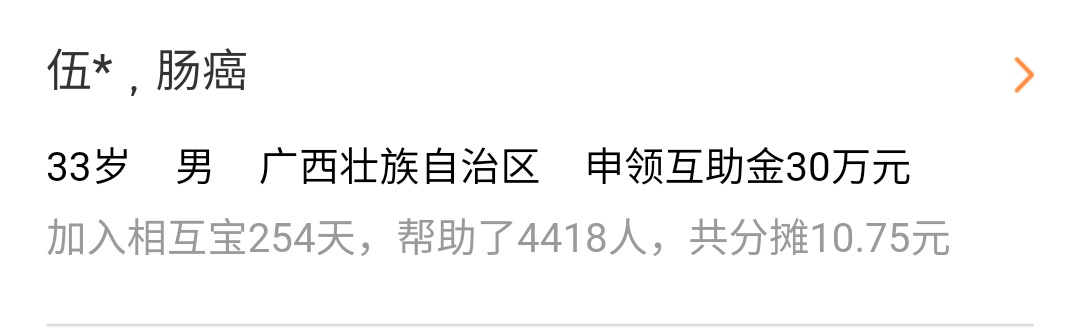 伍*，肠癌
33岁 男 广西壮族自治区 申领互助金30万元
加入相互宝254天，帮助了4418人，共分摊10.75元